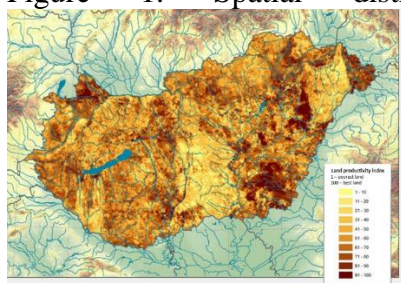 Figure 1. Spatial dist
Land productivity index
1 - poorest land
100 - best land
1 - 10
11 - 20
21 - 30
31 - 40
41 - 50
51 - 60
61 - 70
71 - 80
81 - 90
91 - 100